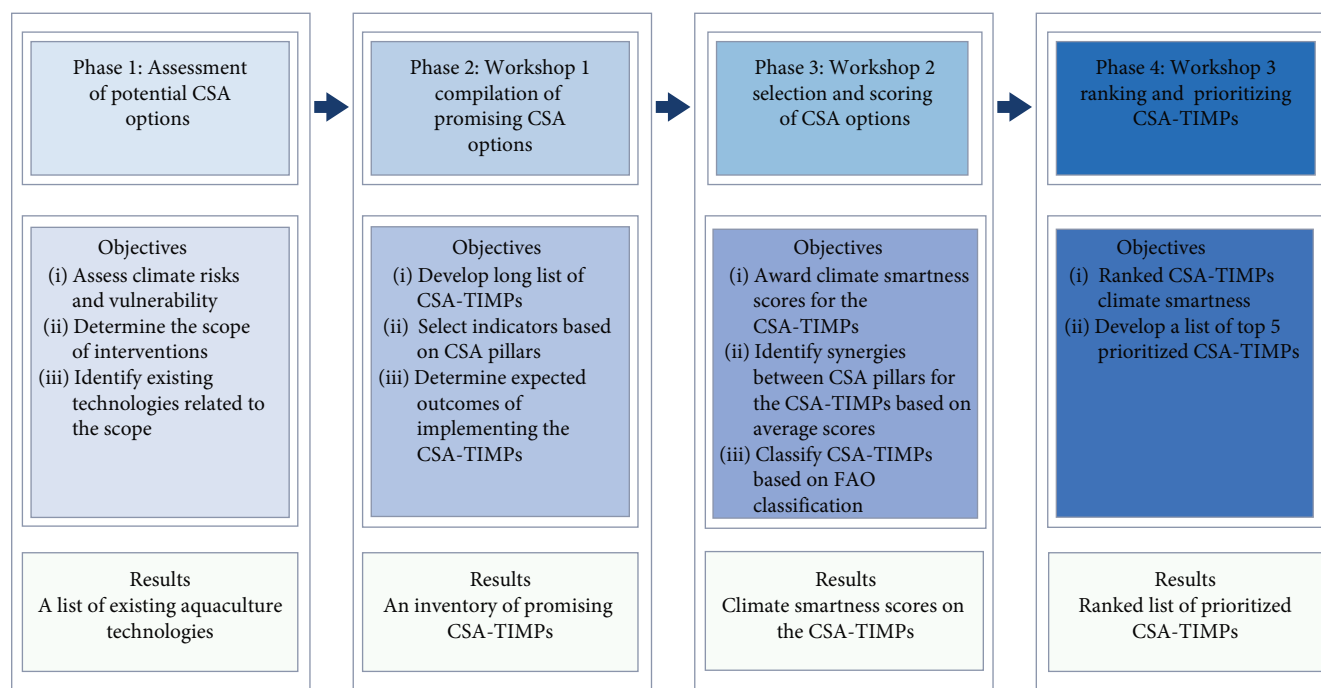 Phase 1: Assessment
of potential CSA
options
Objectives
(i) Assess climate risks
and vulnerability
(ii) Determine the scope
of interventions
(iii) Identify existing
technologies related to
the scope
Results
A list of existing aquaculture
technologies
Phase 2: Workshop 1
compilation of
promising CSA
options
Objectives
(i) Develop long list of
CSA-TIMPs
(ii) Select indicators based
on CSA pillars
(iii) Determine expected
outcomes of
implementing the
CSA-TIMPs
Results
An inventory of promising
CSA-TIMPs
Phase 3: Workshop 2
selection and scoring
of CSA options
Objectives
(i) Award climate smartness
scores for the
CSA-TIMPs
(ii) Identify synergies
between CSA pillars for
the CSA-TIMPs based on
average scores
(iii) Classify CSA-TIMPs
based on FAO
classification
Results
Climate smartness scores on
the CSA-TIMPs
Phase 4: Workshop 3
ranking and prioritizing
CSA-TIMPs
Objectives
(i) Ranked CSA-TIMPs
climate smartness
(ii) Develop a list of top 5
prioritized CSA-TIMPs
Results
Ranked list of prioritized
CSA-TIMPs